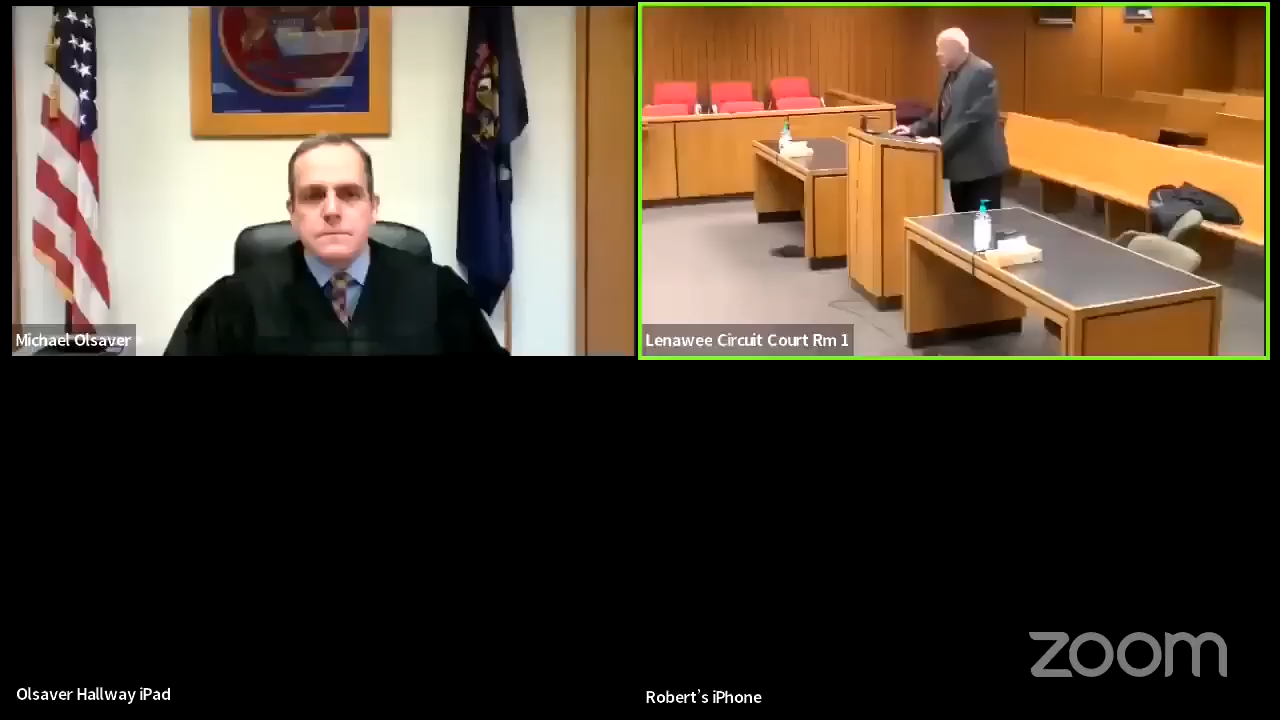 Michael Olsaver
Lenawee Circuit Court Rm 1
zoom
Olsaver Hallway iPad
Robert's iPhone